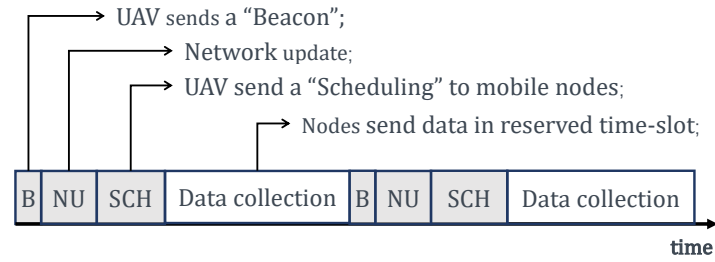 UAV sends a “Beacon”;
Network update;
UAV send a “Scheduling” to mobile nodes;
Nodes send data in reserved time-slot;
B NU SCH Data collection B NU SCH Data collection
time